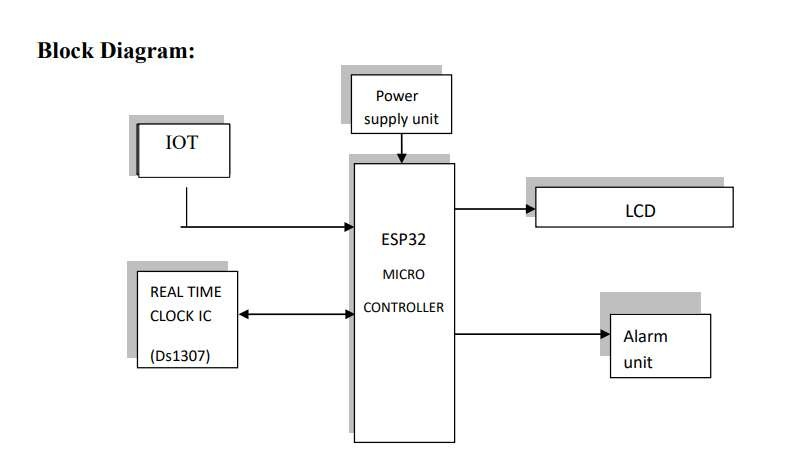 Block Diagram:
Power
supply unit
IOT
LCD
ESP32
MICRO
CONTROLLER
REAL TIME
CLOCK IC
(Ds1307)
Alarm
unit